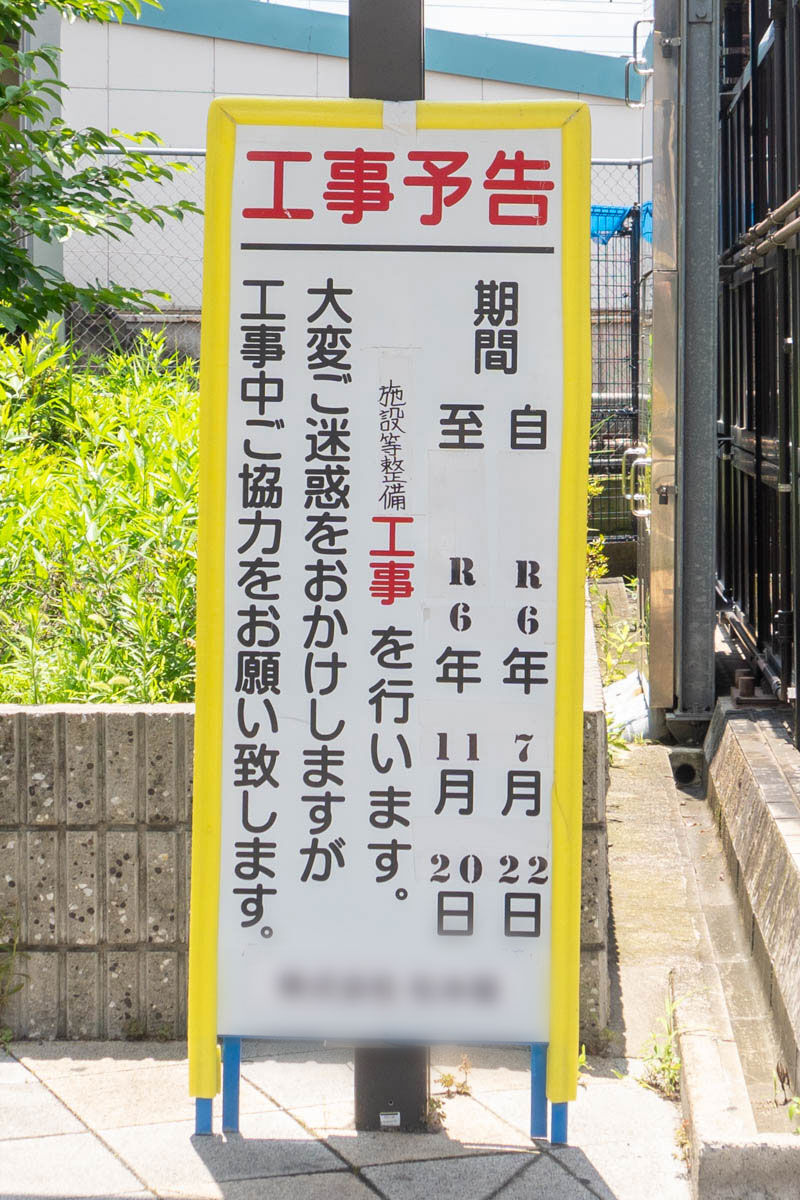 工事予告
期間
自 R6年7月22日
至 R6年11月20日
施設等整備工事を行います。
大変ご迷惑をおかけしますが
工事中ご協力をお願い致します。